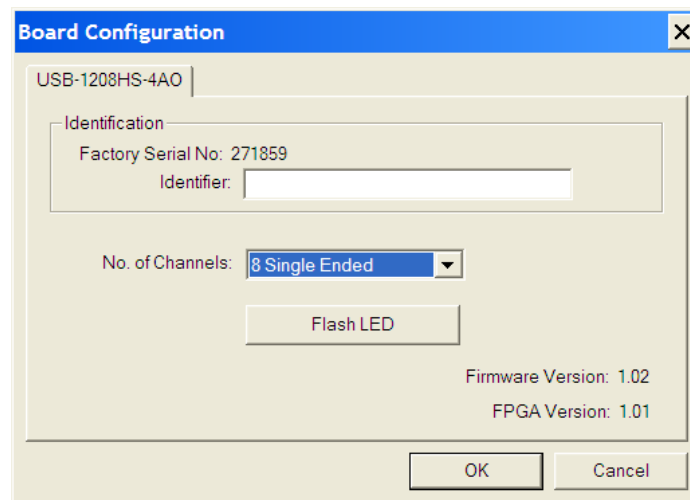 Board Configuration
USB-1208HS-4AO
Identification
Factory Serial No: 271859
Identifier:
No. of Channels: 8 Single Ended
Flash LED
Firmware Version: 1.02
FPGA Version: 1.01
OK Cancel